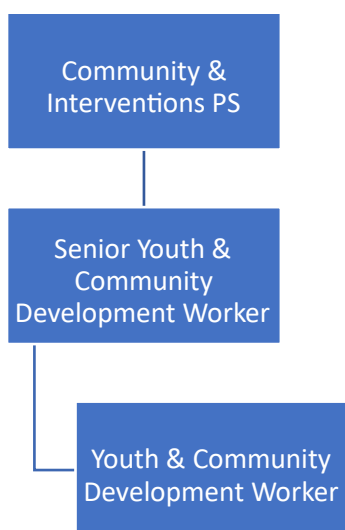 Community &
Interventions PS
Senior Youth &
Community
Development Worker
Youth & Community
Development Worker